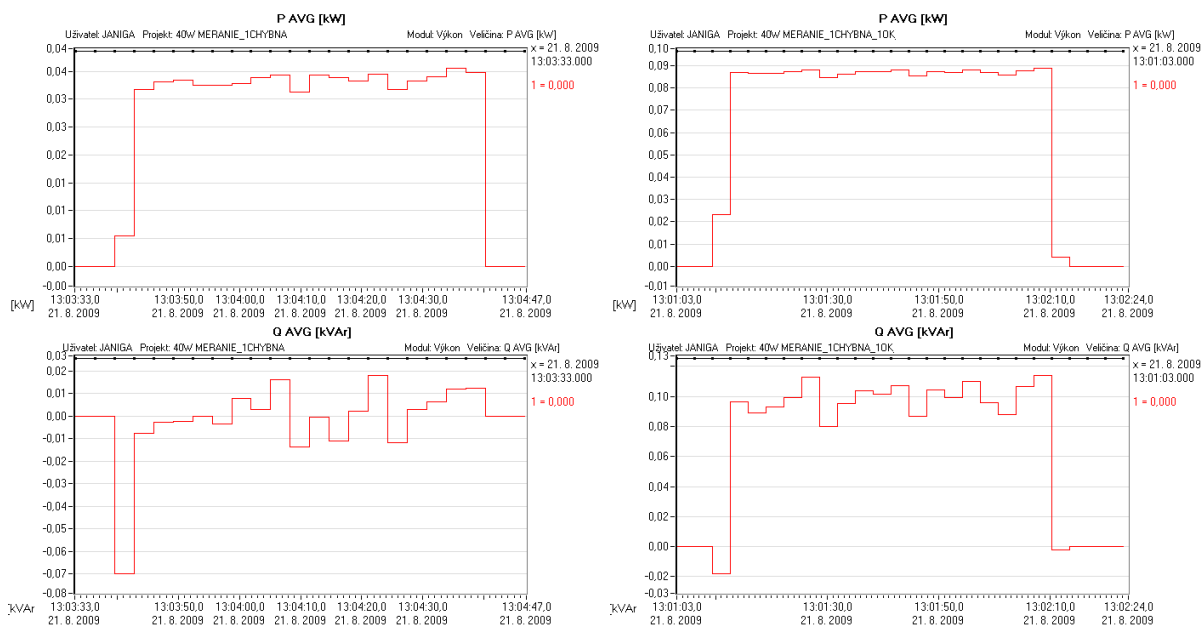 P AVG [kW]
Užívateľ: JANIGA Projekt: 40W MERANIE_1CHYBNA Modul: Výkon Veličina: P AVG [kW]
0,04
0,04
0,03
0,03
0,02
0,01
0,01
0,00
-0,00
x = 21. 8. 2009
13:03:33.000
1 = 0,000
[kW]
13:03:33,0 13:03:50,0 13:04:00,0 13:04:10,0 13:04:20,0 13:04:30,0 13:04:47,0
21. 8. 2009 21. 8. 2009 21. 8. 2009 21. 8. 2009 21. 8. 2009 21. 8. 2009 21. 8. 2009
P AVG [kW]
Užívateľ: JANIGA Projekt: 40W MERANIE_1CHYBNA_1OK, Modul: Výkon Veličina: P AVG [kW]
0,10
0,09
0,08
0,07
0,06
0,05
0,04
0,03
0,02
0,01
0,00
-0,01
x = 21. 8. 2009
13:01:03.000
1 = 0,000
[kW]
13:01:03,0 13:01:30,0 13:01:50,0 13:02:10,0 13:02:24,0
21. 8. 2009 21. 8. 2009 21. 8. 2009 21. 8. 2009 21. 8. 2009
Q AVG [kVAr]
Užívateľ: JANIGA Projekt: 40W MERANIE_1CHYBNA Modul: Výkon Veličina: Q AVG [kVAr]
0,03
0,02
0,01
0,00
-0,01
-0,02
-0,03
-0,04
-0,05
-0,06
-0,07
-0,08
x = 21. 8. 2009
13:03:33.000
1 = 0,000
[kVAr
13:03:33,0 13:03:50,0 13:04:00,0 13:04:10,0 13:04:20,0 13:04:30,0 13:04:47,0
21. 8. 2009 21. 8. 2009 21. 8. 2009 21. 8. 2009 21. 8. 2009 21. 8. 2009 21. 8. 2009
Q AVG [kVAr]
Užívateľ: JANIGA Projekt: 40W MERANIE_1CHYBNA_1OK, Modul: Výkon Veličina: Q AVG [kVAr]
0,13
0,10
0,08
0,06
0,04
0,02
0,00
-0,02
-0,03
x = 21. 8. 2009
13:01:03.000
1 = 0,000
[kVAr
13:01:03,0 13:01:30,0 13:01:50,0 13:02:10,0 13:02:24,0
21. 8. 2009 21. 8. 2009 21. 8. 2009 21. 8. 2009 21. 8. 2009